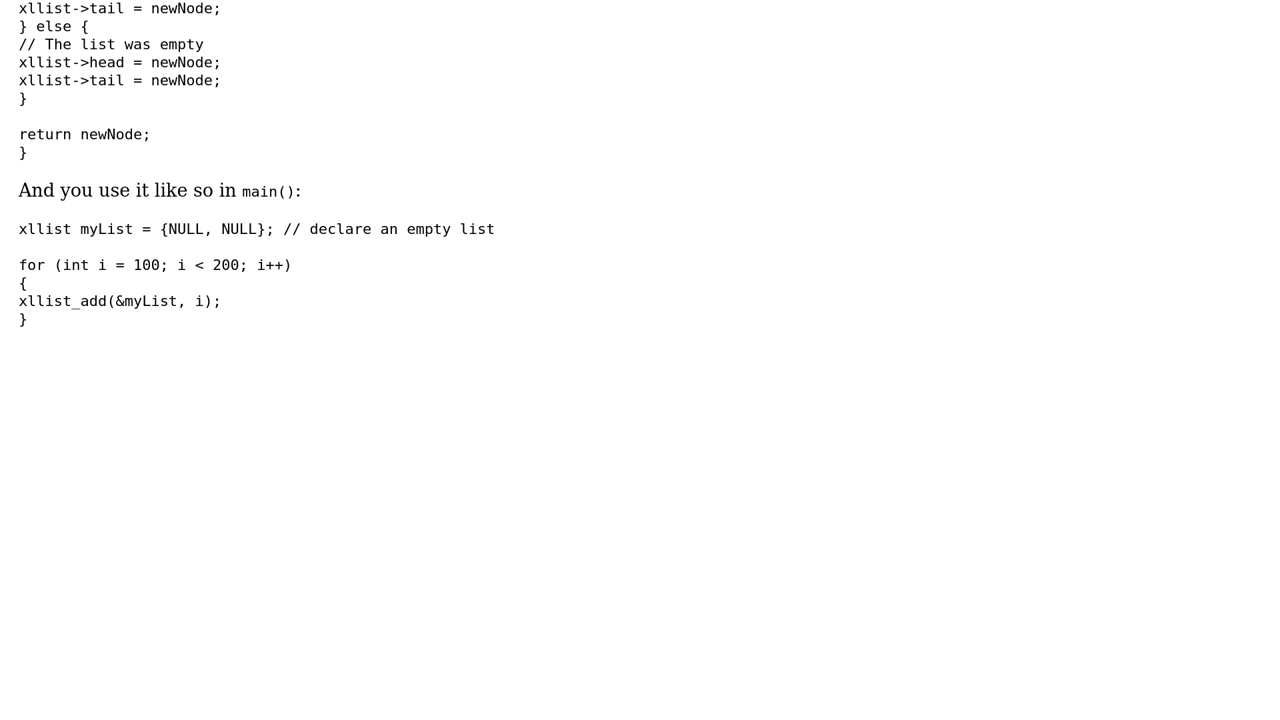 xllist->tail = newNode;
} else {
// The list was empty
xllist->head = newNode;
xllist->tail = newNode;
}
return newNode;
}
And you use it like so in main():
xllist myList = {NULL, NULL}; // declare an empty list
for (int i = 100; i < 200; i++)
{
xllist_add(&myList, i);
}